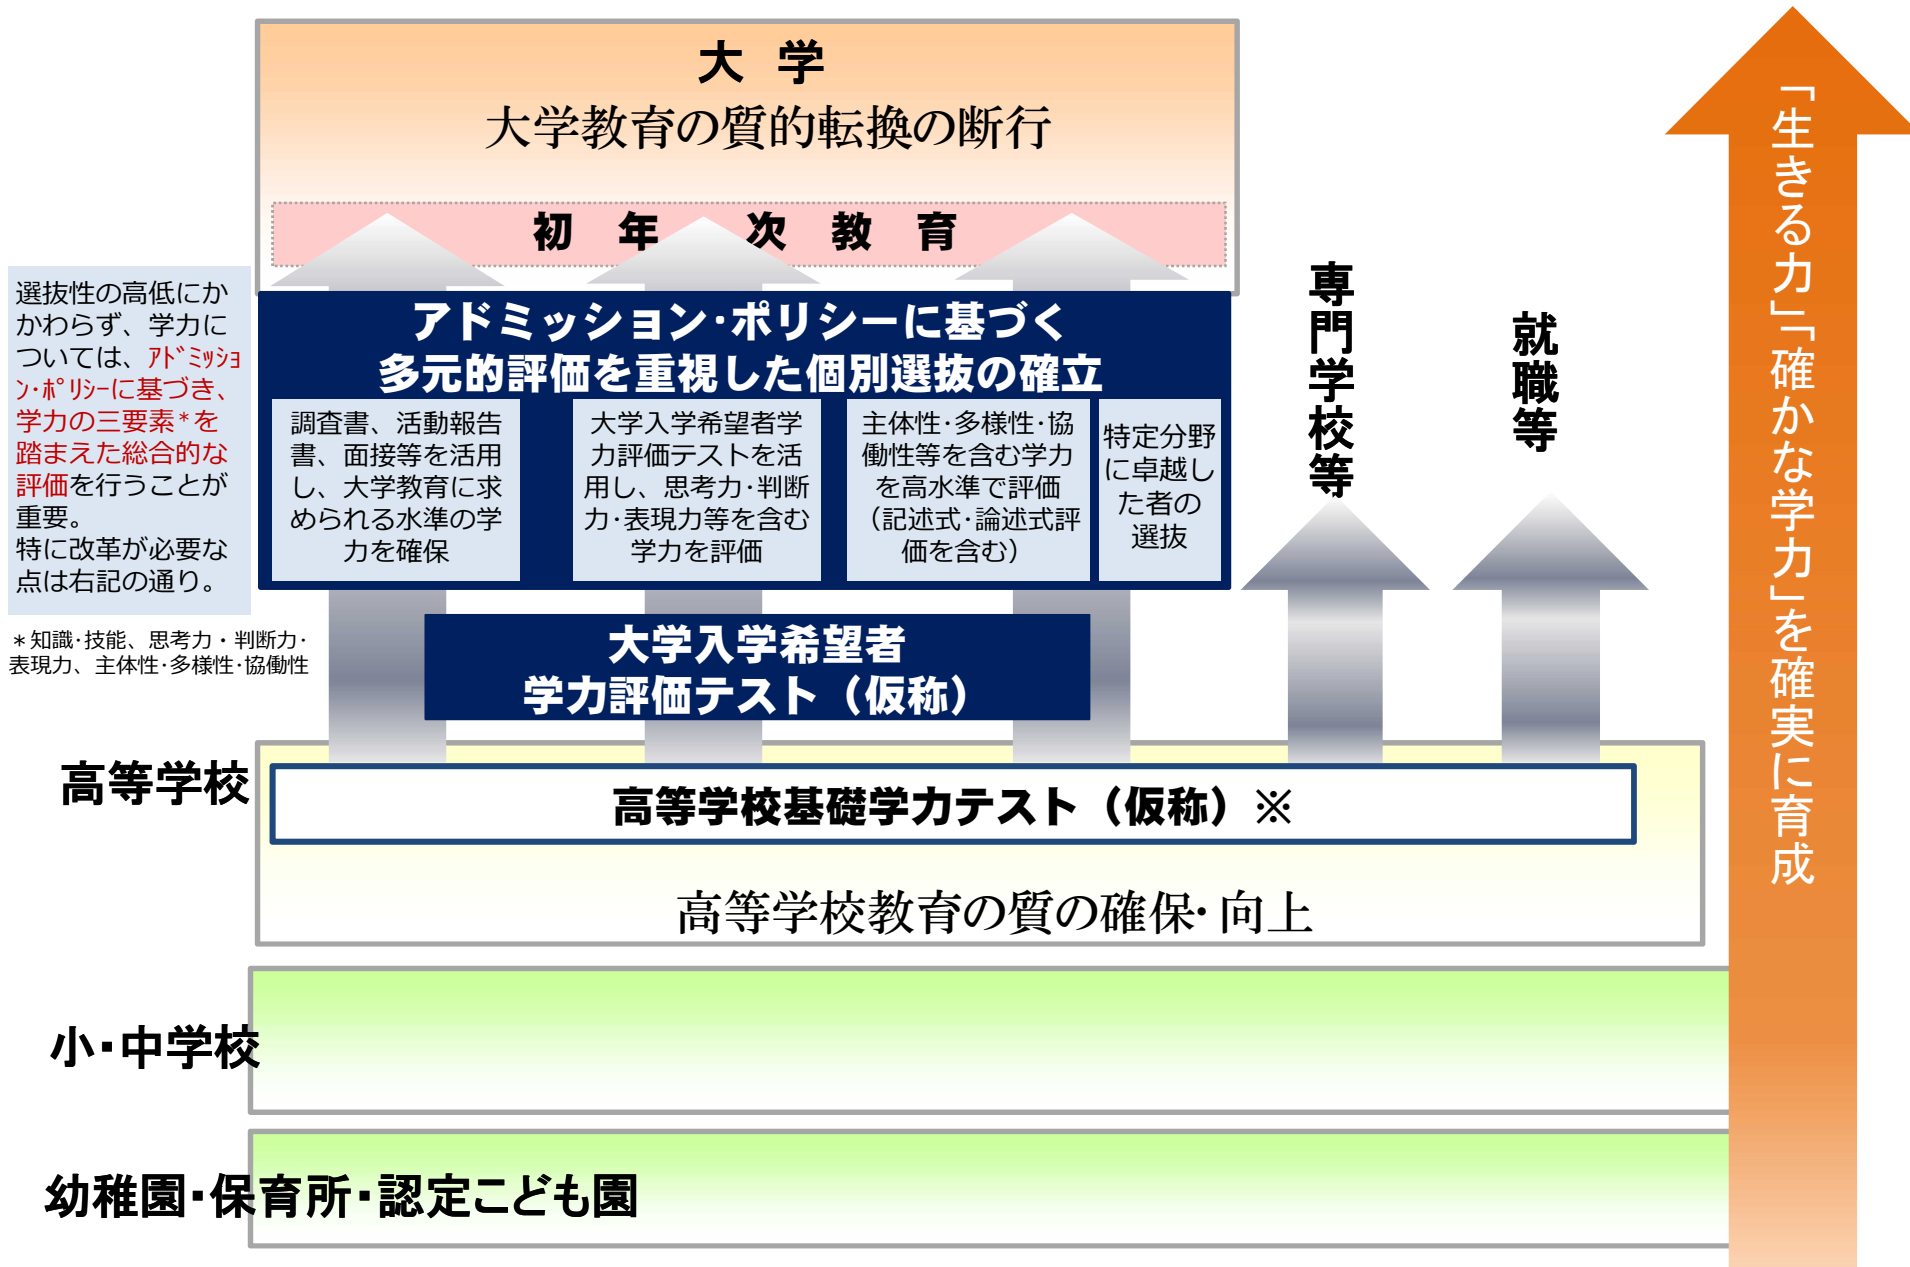 大 学
大学教育の質的転換の断行
初 年 次 教 育
選抜性の高低にか
かわらず、学力に
ついては、ｱﾄﾞﾐｯｼｮ
ﾝ･ﾎﾟﾘｼｰに基づき、
学力の三要素*を
踏まえた総合的な
評価を行うことが
重要。
特に改革が必要な
点は右記の通り。
＊知識･技能、思考力・判断力･
表現力、主体性･多様性･協働性
アドミッション･ポリシーに基づく
多元的評価を重視した個別選抜の確立
調査書、活動報告
書、面接等を活用
し、大学教育に求
められる水準の学
力を確保
大学入学希望者学
力評価テストを活
用し、思考力･判断
力･表現力等を含む
学力を評価
主体性･多様性･協
働性等を含む学力
を高水準で評価
（記述式･論述式評
価を含む）
特定分野
に卓越し
た者の
選抜
専門学校等
就職等
大学入学希望者
学力評価テスト（仮称）
高等学校
高等学校基礎学力テスト（仮称）※
高等学校教育の質の確保･向上
小・中学校
幼稚園・保育所・認定こども園
「生きる力」「確かな学力」を確実に育成